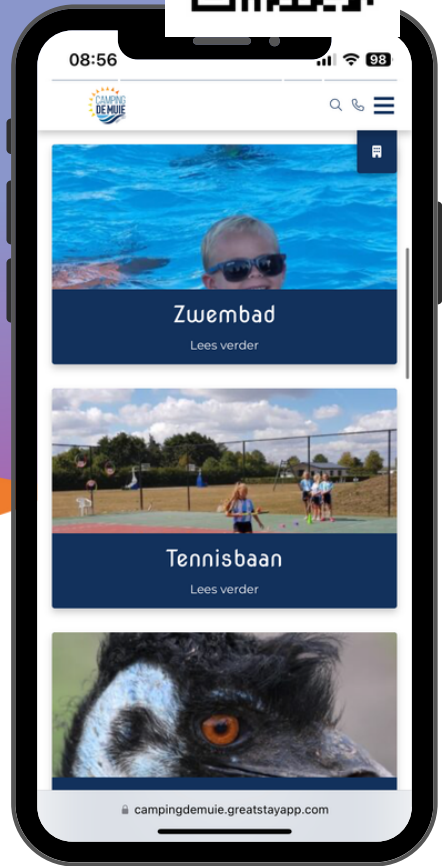 08:56
98
CAMPING
DE MUIE
Zwembad
Lees verder
Tennisbaan
Lees verder
campingdemuie.greatstayapp.com